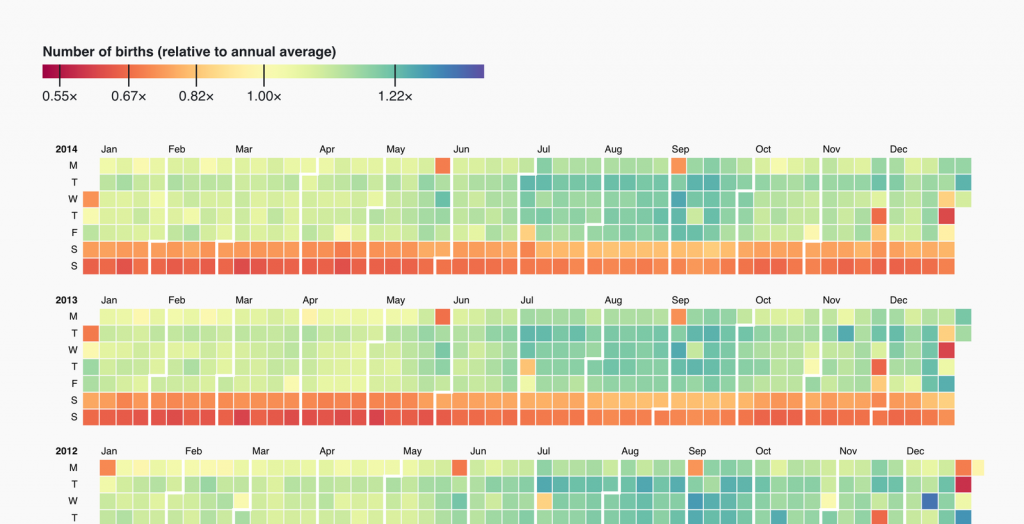 Number of births (relative to annual average)
0.55× 0.67× 0.82× 1.00× 1.22×
2014 Jan Feb Mar Apr May Jun Jul Aug Sep Oct Nov Dec
M
T
W
T
F
S
S
2013 Jan Feb Mar Apr May Jun Jul Aug Sep Oct Nov Dec
M
T
W
T
F
S
S
2012 Jan Feb Mar Apr May Jun Jul Aug Sep Oct Nov Dec
M
T
W
T